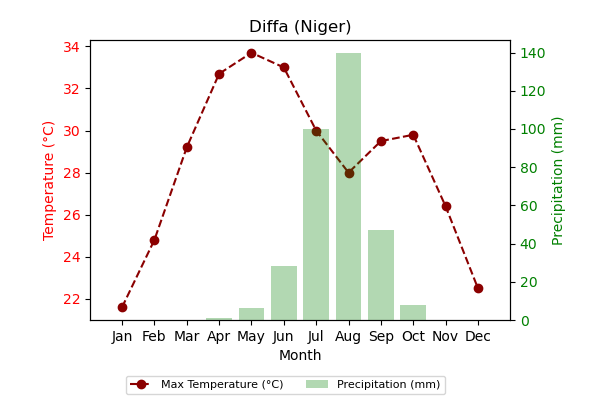 Diffa (Niger)
34
32
30
28
26
24
22
Temperature (°C)
140
120
100
80
60
40
20
0
Precipitation (mm)
Jan Feb Mar Apr May Jun Jul Aug Sep Oct Nov Dec
Month
Max Temperature (°C) Precipitation (mm)